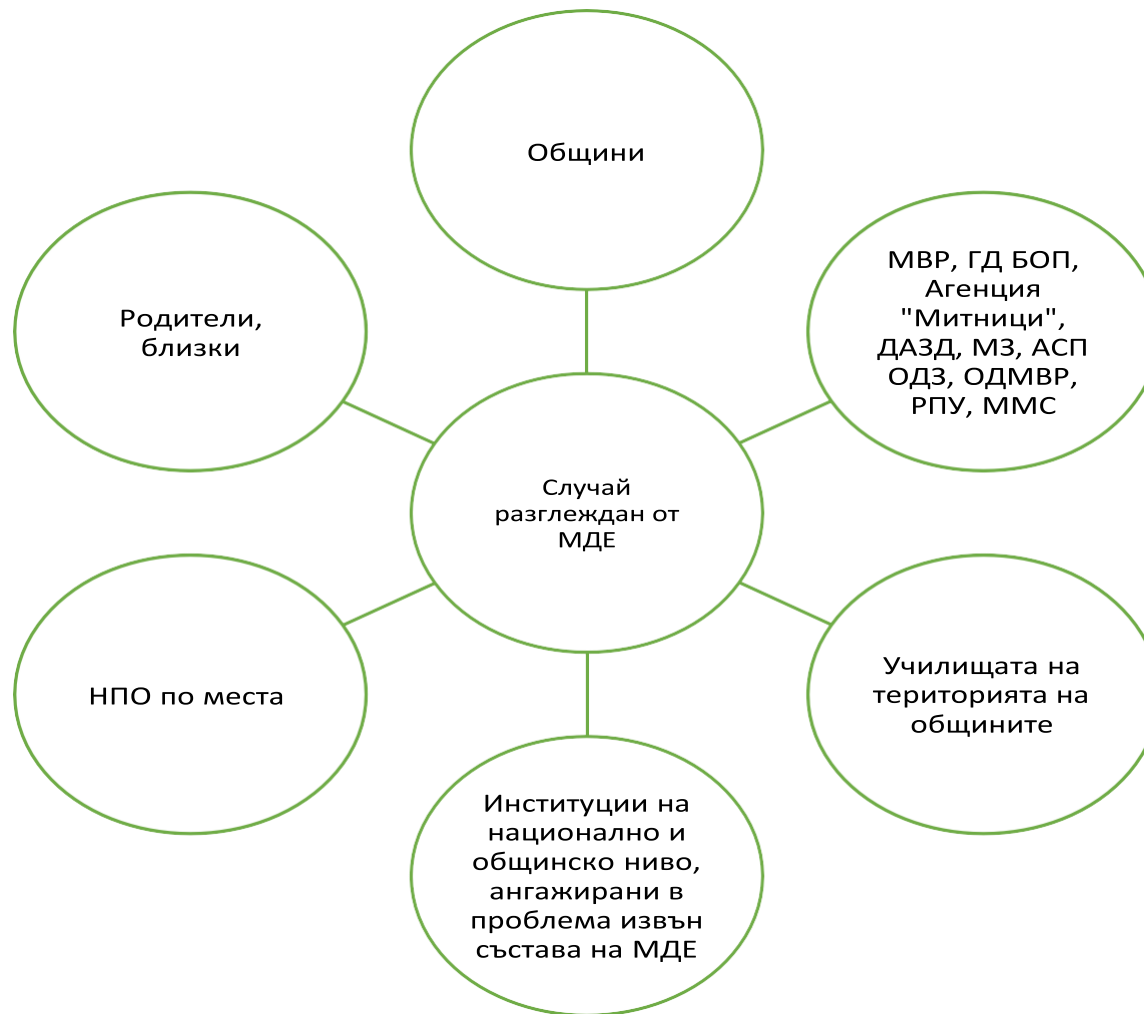 Общини
МВР, ГД БОП,
Агенция
"Митници",
ДАЗД, МЗ, АСП
ОДЗ, ОДМВР,
РПУ, ММС
Родители,
близки
Случай
разглеждан от
МДЕ
НПО по места
Училищата на
територията на
общините
Институции на
национално и
общинско ниво,
ангажирани в
проблема извън
състава на МДЕ